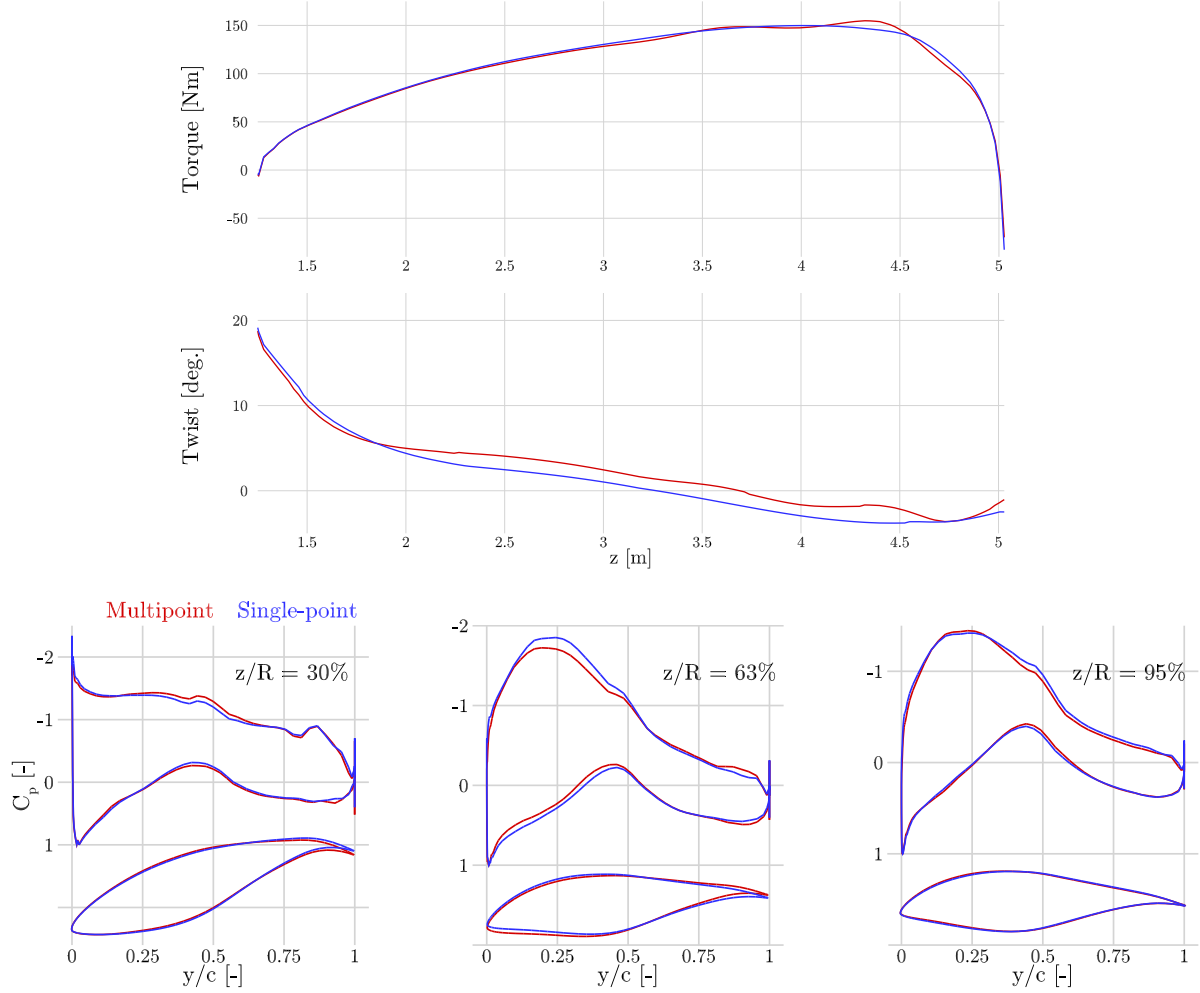 150
100
50
0
-50
Torque [Nm]
1.5 2 2.5 3 3.5 4 4.5 5
20
10
0
Twist [deg.]
1.5 2 2.5 3 3.5 4 4.5 5
z [m]
Multipoint Single-point
-2
-1
0
1
C_p [-]
z/R = 30%
0 0.25 0.5 0.75 1
y/c [-]
-2
-1
0
1
z/R = 63%
0 0.25 0.5 0.75 1
y/c [-]
-1
0
1
z/R = 95%
0 0.25 0.5 0.75 1
y/c [-]